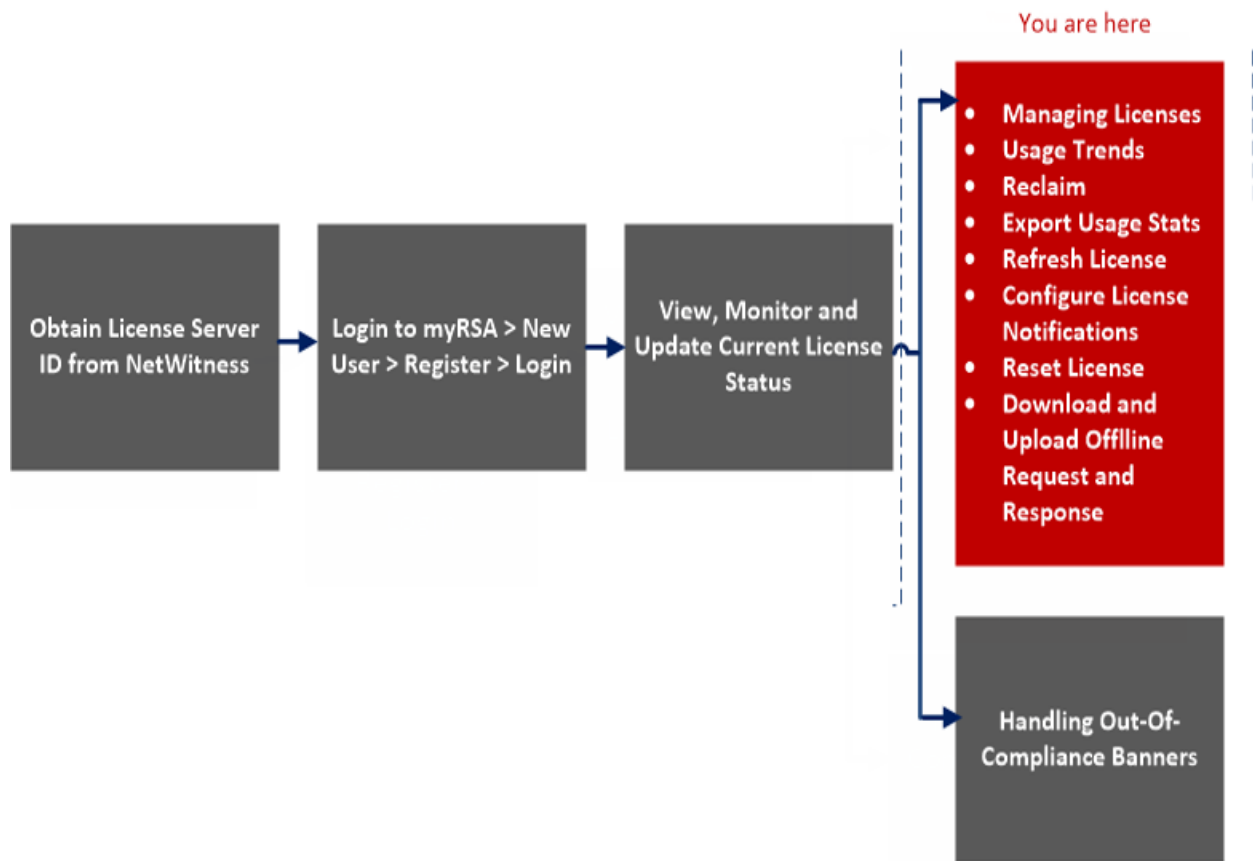 You are here
Obtain License Server
ID from NetWitness
Login to myRSA > New
User > Register > Login
View, Monitor and
Update Current License
Status
• Managing Licenses
• Usage Trends
• Reclaim
• Export Usage Stats
• Refresh License
• Configure License
Notifications
• Reset License
• Download and
Upload Offlline
Request and
Response
Handling Out-Of-
Compliance Banners